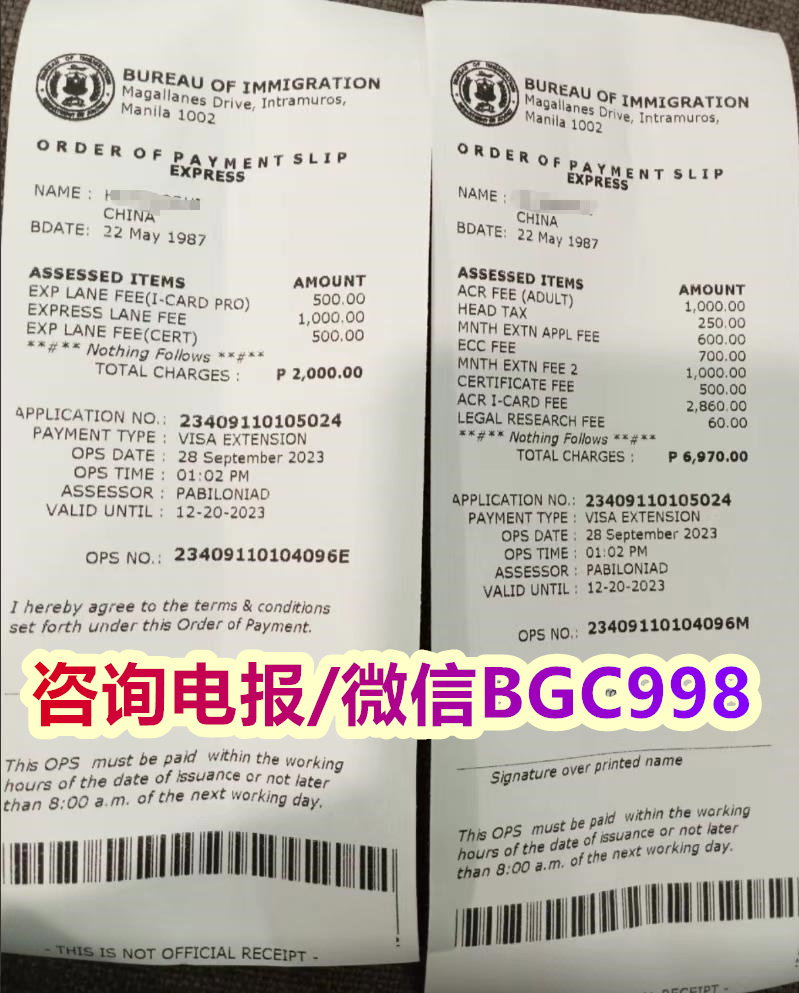 BUREAU OF IMMIGRATION
Magallanes Drive, Intramuros,
Manila 1002
ORDER OF PAYMENT SLIP
EXPRESS
NAME :
CHINA
BDATE: 22 May 1987
ASSESSED ITEMS AMOUNT
EXP LANE FEE(I-CARD PRO) 500.00
EXPRESS LANE FEE 1,000.00
EXP LANE FEE(CERT) 500.00
**#** Nothing Follows **#**
TOTAL CHARGES : P 2,000.00
APPLICATION NO.: 23409110105024
PAYMENT TYPE : VISA EXTENSION
OPS DATE : 28 September 2023
OPS TIME : 01:02 PM
ASSESSOR : PABILONIAD
VALID UNTIL : 12-20-2023
OPS NO.: 23409110104096E
I hereby agree to the terms & conditions
set forth under this Order of Payment.
This OPS must be paid within the working
hours of the date of issuance or not later
than 8:00 a.m. of the next working day.
- THIS IS NOT OFFICIAL RECEIPT -
BUREAU OF IMMIGRATION
Magallanes Drive, Intramuros,
Manila 1002
ORDER OF PAYMENT SLIP
EXPRESS
NAME :
CHINA
BDATE: 22 May 1987
ASSESSED ITEMS AMOUNT
ACR FEE (ADULT) 1,000.00
HEAD TAX 250.00
MNTH EXTN APPL FEE 600.00
ECC FEE 700.00
MNTH EXTN FEE 2 1,000.00
CERTIFICATE FEE 500.00
ACR I-CARD FEE 2,860.00
LEGAL RESEARCH FEE 60.00
**#** Nothing Follows **#**
TOTAL CHARGES : P 6,970.00
APPLICATION NO.: 23409110105024
PAYMENT TYPE : VISA EXTENSION
OPS DATE : 28 September 2023
OPS TIME : 01:02 PM
ASSESSOR : PABILONIAD
VALID UNTIL : 12-20-2023
OPS NO.: 23409110104096M
咨询电报/微信BGC998
Signature over printed name
This OPS must be paid within the working
hours of the date of issuance or not later
than 8:00 a.m. of the next working day.
RECEIPT -